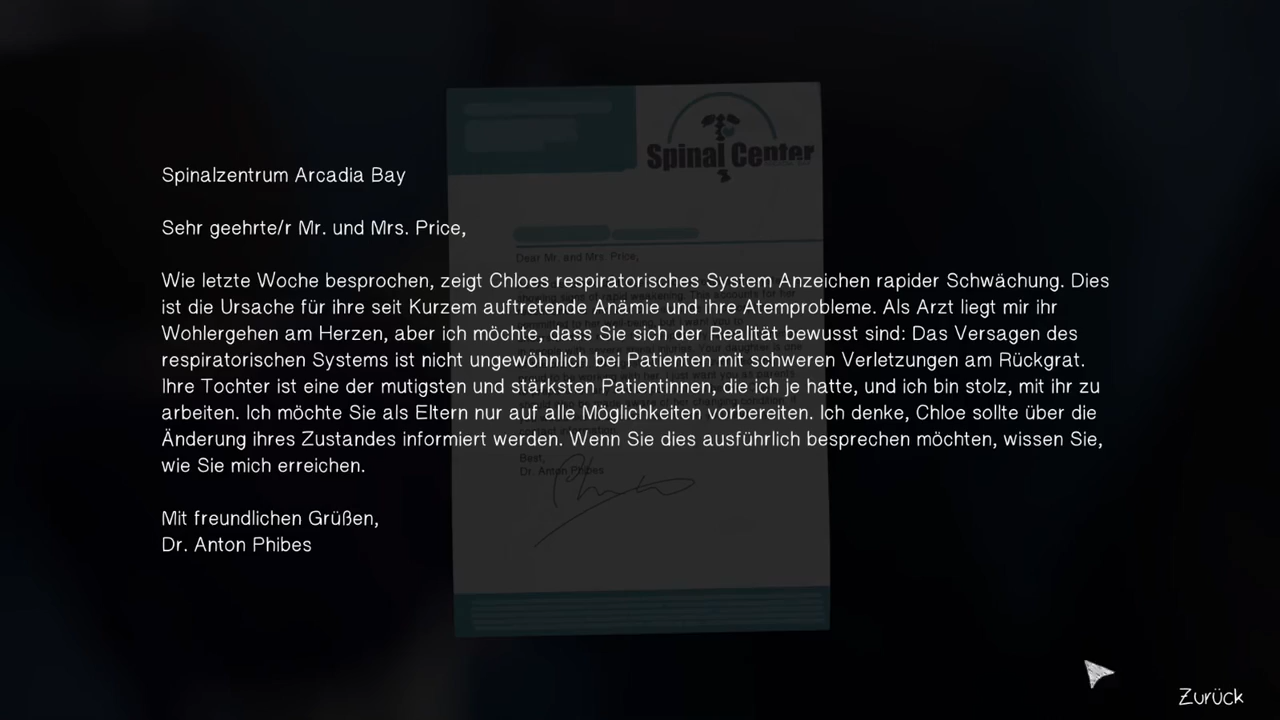 Spinal Center
Spinalzentrum Arcadia Bay
Sehr geehrte/r Mr. und Mrs. Price,
Dear Mr. and Mrs. Price,
Wie letzte Woche besprochen, zeigt Chloes respiratorisches System Anzeichen rapider Schwächung. Dies
ist die Ursache für ihre seit Kurzem auftretende Anämie und ihre Atemprobleme. Als Arzt liegt mir ihr
Wohlergehen am Herzen, aber ich möchte, dass Sie sich der Realität bewusst sind: Das Versagen des
respiratorischen Systems ist nicht ungewöhnlich bei Patienten mit schweren Verletzungen am Rückgrat.
Ihre Tochter ist eine der mutigsten und stärksten Patientinnen, die ich je hatte, und ich bin stolz, mit ihr zu
arbeiten. Ich möchte Sie als Eltern nur auf alle Möglichkeiten vorbereiten. Ich denke, Chloe sollte über die
Änderung ihres Zustandes informiert werden. Wenn Sie dies ausführlich besprechen möchten, wissen Sie,
wie Sie mich erreichen.
Best,
Dr. Anton Phibes
Mit freundlichen Grüßen,
Dr. Anton Phibes
Zurück